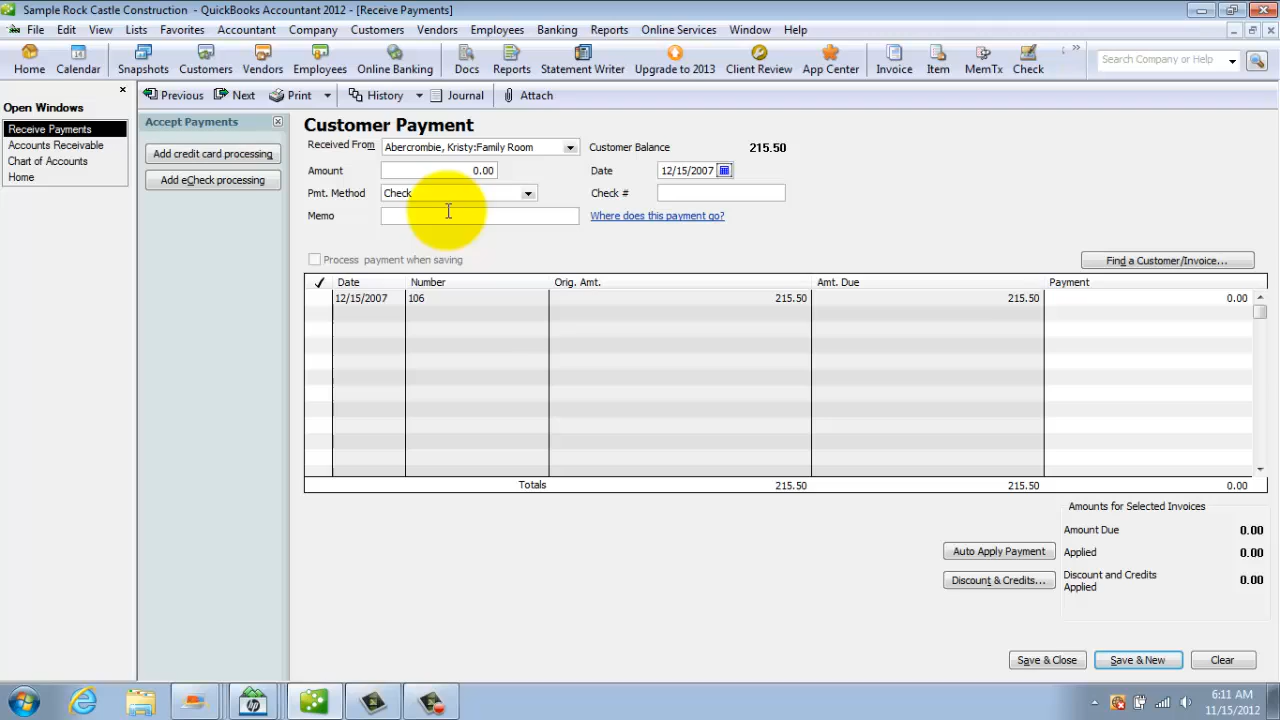 Sample Rock Castle Construction - QuickBooks Accountant 2012 - [Receive Payments]
File Edit View Lists Favorites Accountant Company Customers Vendors Employees Banking Reports Online Services Window Help
Home Calendar Snapshots Customers Vendors Employees Online Banking Docs Reports Statement Writer Upgrade to 2013 Client Review App Center Invoice Item MemTx Check Search Company or Help
Previous Next Print History Journal Attach
Open Windows
Receive Payments
Accounts Receivable
Chart of Accounts
Home
Accept Payments
Add credit card processing
Add eCheck processing
Customer Payment
Received From Abercrombie, Kristy:Family Room Customer Balance 215.50
Amount 0.00 Date 12/15/2007
Pmt. Method Check Check #
Memo Where does this payment go?
Process payment when saving Find a Customer/Invoice...
Date Number Orig. Amt. Amt. Due Payment
12/15/2007 106 215.50 215.50 0.00
Totals 215.50 215.50 0.00
Amounts for Selected Invoices
Amount Due 0.00
Auto Apply Payment Applied 0.00
Discount & Credits... Discount and Credits Applied 0.00
Save & Close Save & New Clear
6:11 AM
11/15/2012